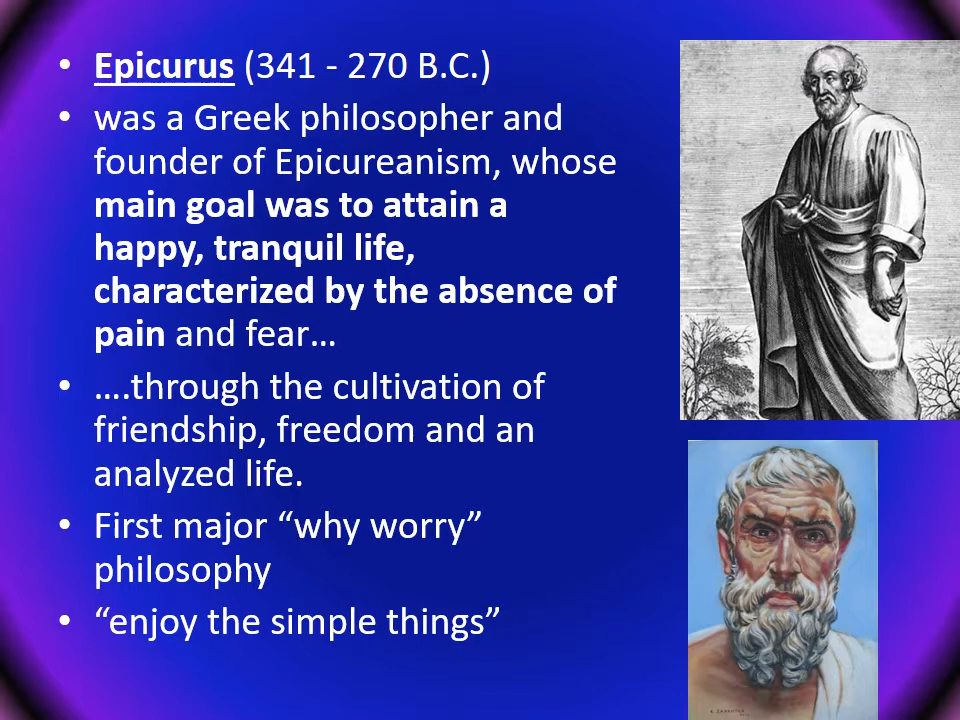 • Epicurus (341 - 270 B.C.)
• was a Greek philosopher and
founder of Epicureanism, whose
main goal was to attain a
happy, tranquil life,
characterized by the absence of
pain and fear…
• ….through the cultivation of
friendship, freedom and an
analyzed life.
• First major “why worry”
philosophy
• “enjoy the simple things”